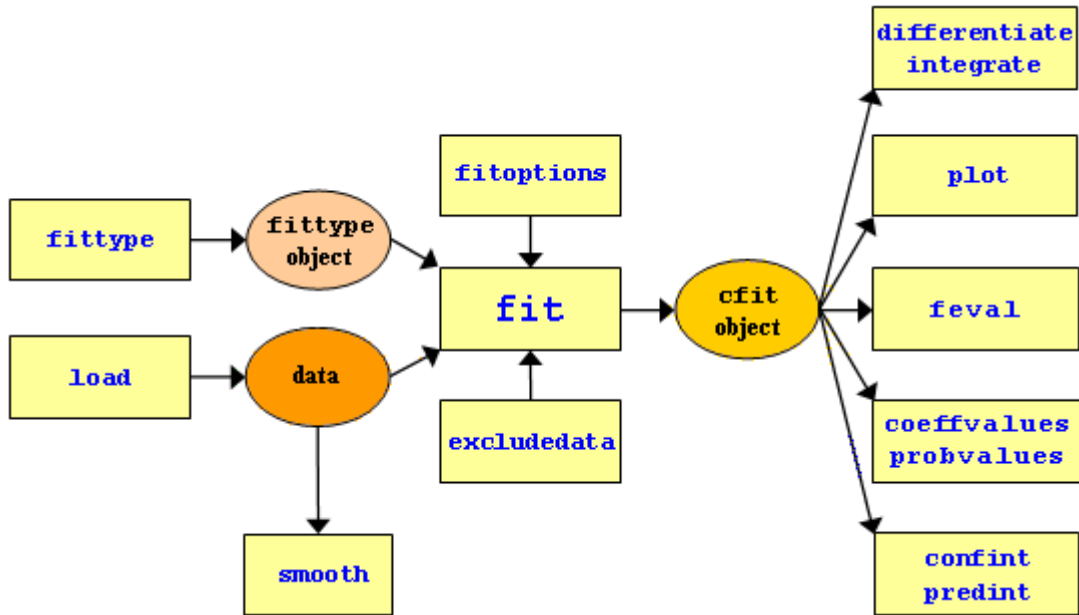 differentiate
integrate
fitoptions
plot
fittype
fittype
object
fit
cfit
object
feval
load
data
excludedata
coeffvalues
probvalues
smooth
confint
predint